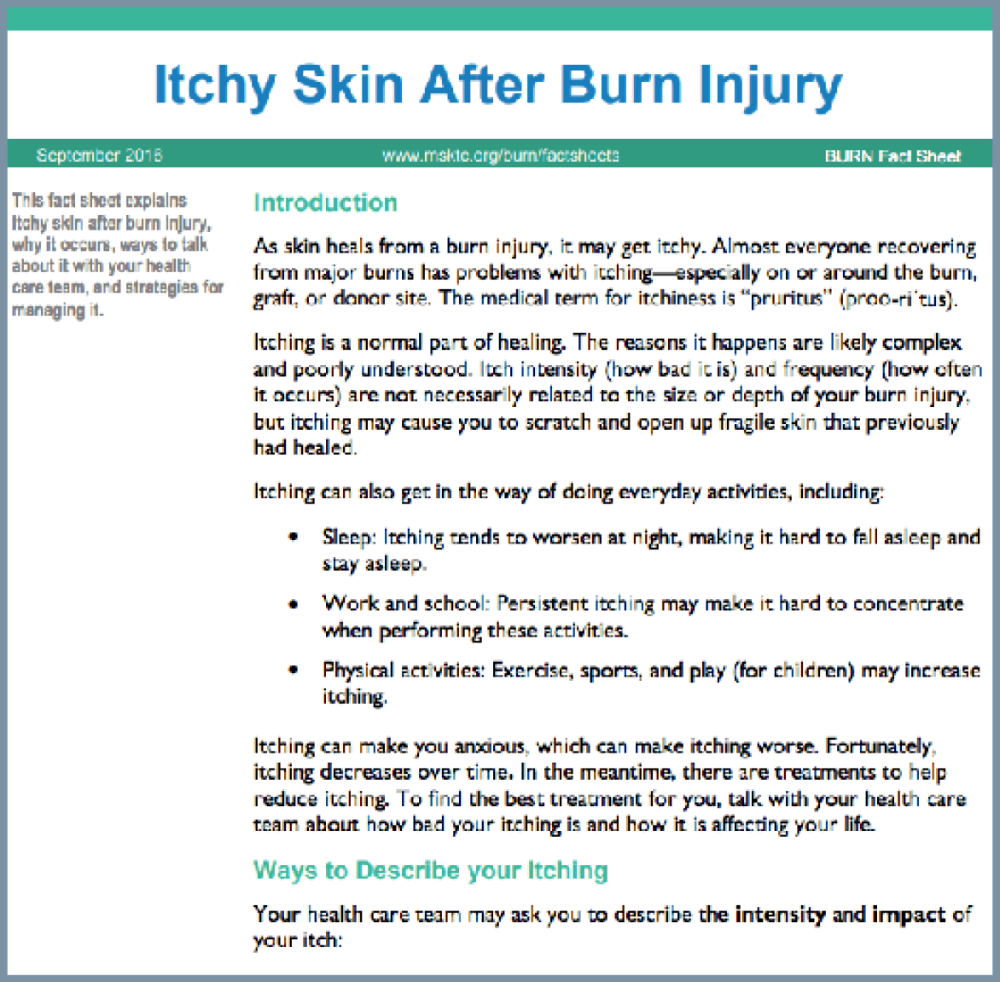 Itchy Skin After Burn Injury
September 2016
www.msktc.org/burn/factsheets
BURN Fact Sheet
This fact sheet explains
itchy skin after burn injury,
why it occurs, ways to talk
about it with your health
care team, and strategies for
managing it.
Introduction
As skin heals from a burn injury, it may get itchy. Almost everyone recovering
from major burns has problems with itching—especially on or around the burn,
graft, or donor site. The medical term for itchiness is “pruritus” (proo-rī´tus).
Itching is a normal part of healing. The reasons it happens are likely complex
and poorly understood. Itch intensity (how bad it is) and frequency (how often
it occurs) are not necessarily related to the size or depth of your burn injury,
but itching may cause you to scratch and open up fragile skin that previously
had healed.
Itching can also get in the way of doing everyday activities, including:
• Sleep: Itching tends to worsen at night, making it hard to fall asleep and
stay asleep.
• Work and school: Persistent itching may make it hard to concentrate
when performing these activities.
• Physical activities: Exercise, sports, and play (for children) may increase
itching.
Itching can make you anxious, which can make itching worse. Fortunately,
itching decreases over time. In the meantime, there are treatments to help
reduce itching. To find the best treatment for you, talk with your health care
team about how bad your itching is and how it is affecting your life.
Ways to Describe your Itching
Your health care team may ask you to describe the intensity and impact of
your itch: